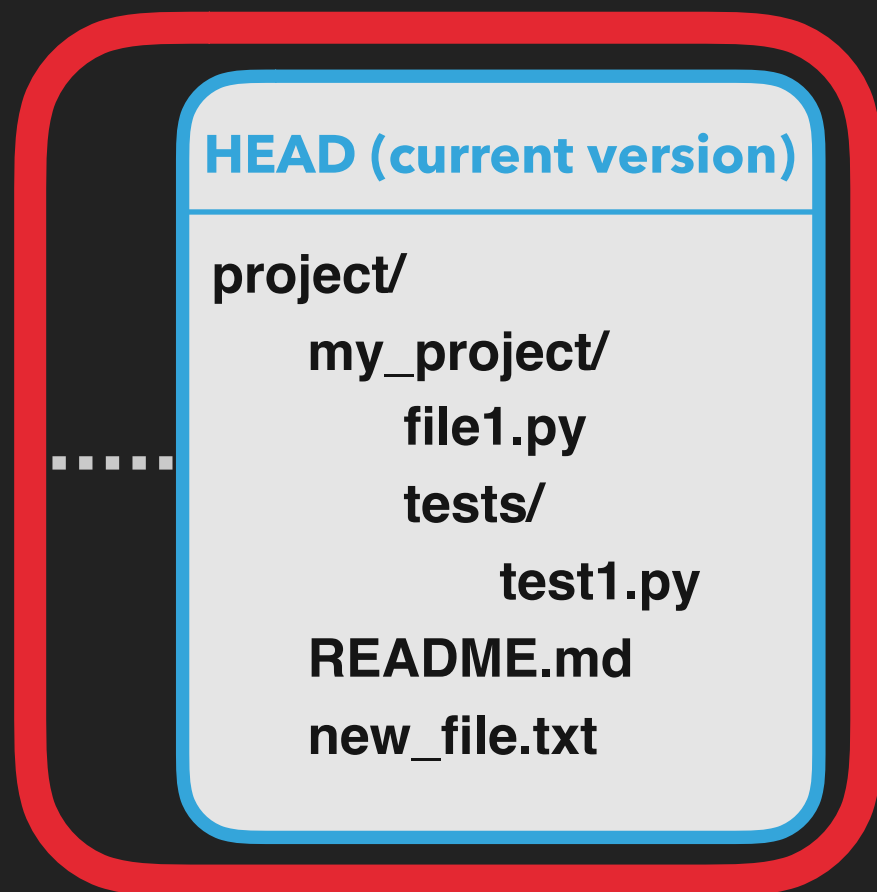 HEAD (current version)
project/
my_project/
file1.py
tests/
test1.py
README.md
new_file.txt